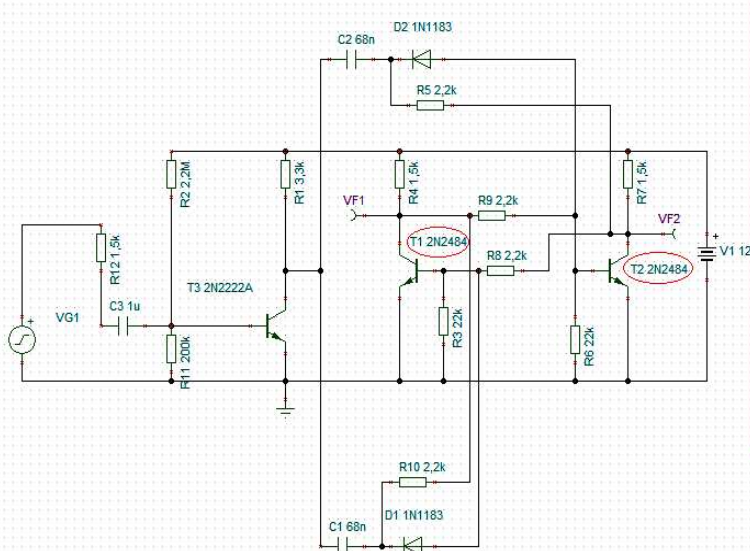 D2 1N1183
C2 68n
R5 2,2k
R2 2,2M
R1 3,3k
R4 1,5k
R7 1,5k
VF1
R9 2,2k
VF2
R12 1,5k
T1 2N2484
R8 2,2k
T2 2N2484
V1 12
T3 2N2222A
C3 1u
VG1
R3 22k
R6 22k
R11 200k
R10 2,2k
D1 1N1183
C1 68n